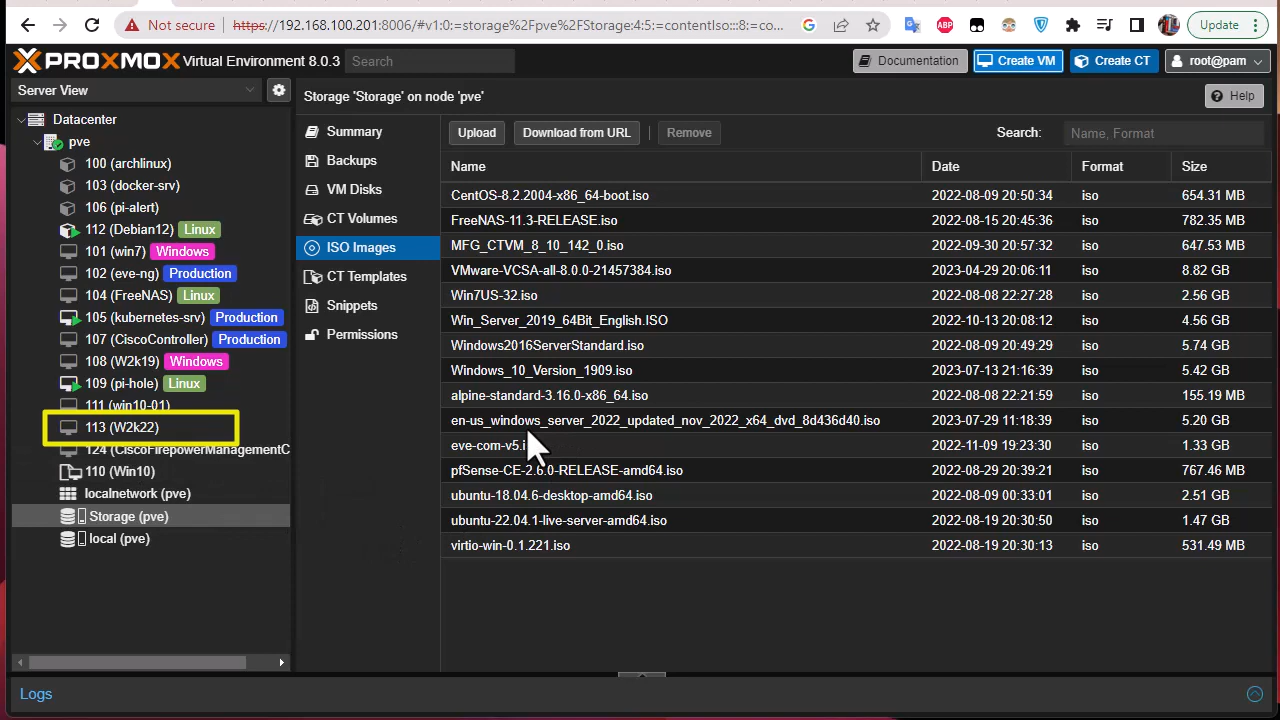 Not secure https://192.168.100.201:8006/#v1:0:=storage%2Fpve%2FStorage:4:5:=contentIso::8=co... Update
PROXMOX Virtual Environment 8.0.3 Search Documentation Create VM Create CT root@pam
Server View Storage 'Storage' on node 'pve' Help
Datacenter
pve
100 (archlinux)
103 (docker-srv)
106 (pi-alert)
112 (Debian12) Linux
101 (win7) Windows
102 (eve-ng) Production
104 (FreeNAS) Linux
105 (kubernetes-srv) Production
107 (CiscoController) Production
108 (W2k19) Windows
109 (pi-hole) Linux
111 (win10-01)
113 (W2k22)
124 (CiscoFirepowerManagementC
110 (Win10)
localnetwork (pve)
Storage (pve)
local (pve)
Summary
Backups
VM Disks
CT Volumes
ISO Images
CT Templates
Snippets
Permissions
Upload Download from URL Remove Search: Name, Format
Name Date Format Size
CentOS-8.2.2004-x86_64-boot.iso 2022-08-09 20:50:34 iso 654.31 MB
FreeNAS-11.3-RELEASE.iso 2022-08-15 20:45:36 iso 782.35 MB
MFG_CTVM_8_10_142_0.iso 2022-09-30 20:57:32 iso 647.53 MB
VMware-VCSA-all-8.0.0-21457384.iso 2023-04-29 20:06:11 iso 8.82 GB
Win7US-32.iso 2022-08-08 22:27:28 iso 2.56 GB
Win_Server_2019_64Bit_English.ISO 2022-10-13 20:08:12 iso 4.56 GB
Windows2016ServerStandard.iso 2022-08-08 20:49:29 iso 5.74 GB
Windows_10_Version_1909.iso 2023-07-13 21:16:39 iso 5.42 GB
alpine-standard-3.16.0-x86_64.iso 2022-08-08 22:21:58 iso 155.19 MB
en-us_windows_server_2022_updated_nov_2022_x64_dvd_8d436d40.iso 2023-07-29 11:18:39 iso 5.20 GB
eve-com-v5.i 2022-11-09 19:23:30 iso 1.33 GB
pfSense-CE-2.6.0-RELEASE-amd64.iso 2022-08-09 20:39:21 iso 767.46 MB
ubuntu-18.04.6-desktop-amd64.iso 2022-08-09 00:33:01 iso 2.51 GB
ubuntu-22.04.1-live-server-amd64.iso 2022-08-19 20:30:50 iso 1.47 GB
virtio-win-0.1.221.iso 2022-08-19 20:30:13 iso 531.49 MB
Logs